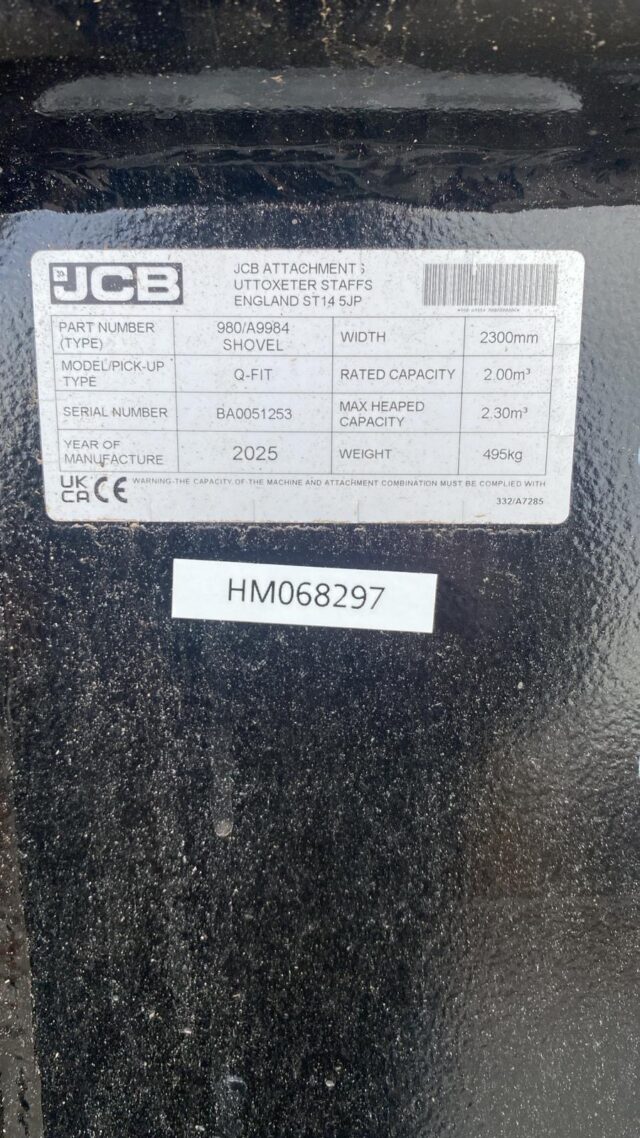 JCB
JCB ATTACHMENTS
UTTOXETER STAFFS
ENGLAND ST14 5JP
PART NUMBER (TYPE) 980/A9984 SHOVEL WIDTH 2300mm
MODEL/PICK-UP TYPE Q-FIT RATED CAPACITY 2.00m³
SERIAL NUMBER BA0051253 MAX HEAPED CAPACITY 2.30m³
YEAR OF MANUFACTURE 2025 WEIGHT 495kg
UK CA CE WARNING-THE CAPACITY OF THE MACHINE AND ATTACHMENT COMBINATION MUST BE COMPLIED WITH
332/A7285
HM068297